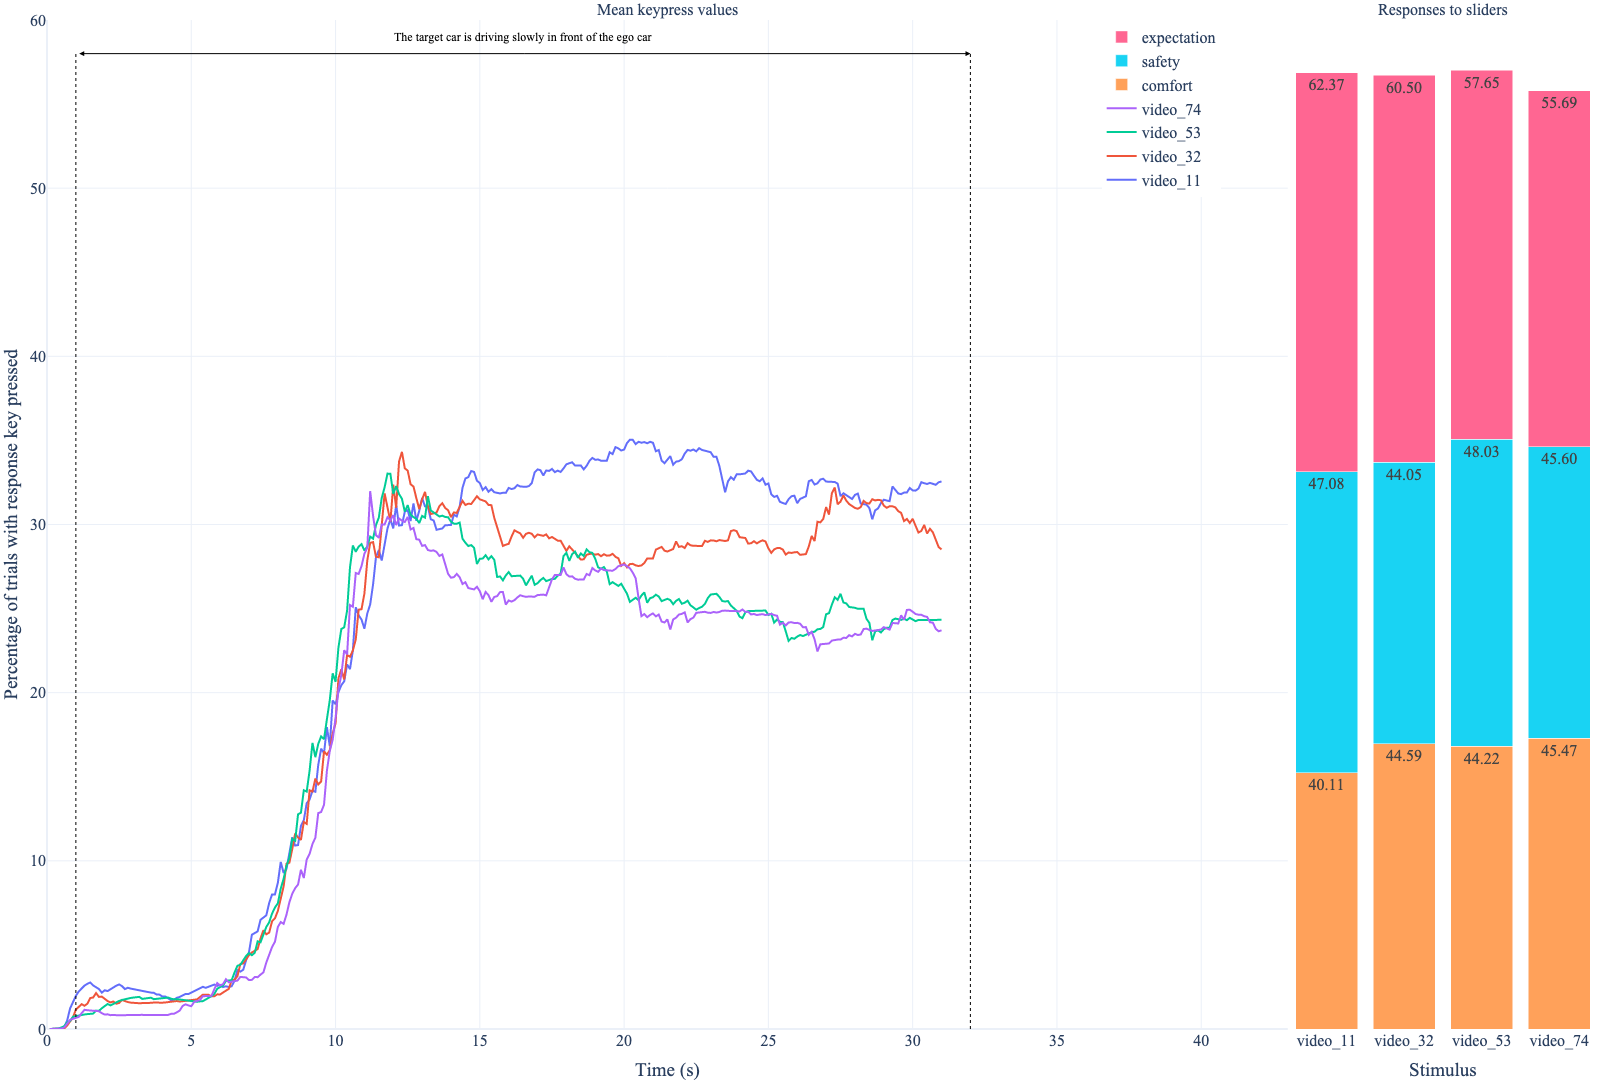 Mean keypress values
Responses to sliders
60
The target car is driving slowly in front of the ego car
expectation
safety
comfort
video_74
video_53
video_32
video_11
62.37
60.50
57.65
55.69
50
40
30
20
10
0
Percentage of trials with response key pressed
47.08
44.05
48.03
45.60
40.11
44.59
44.22
45.47
0
5
10
15
20
25
30
35
40
Time (s)
video_11
video_32
video_53
video_74
Stimulus